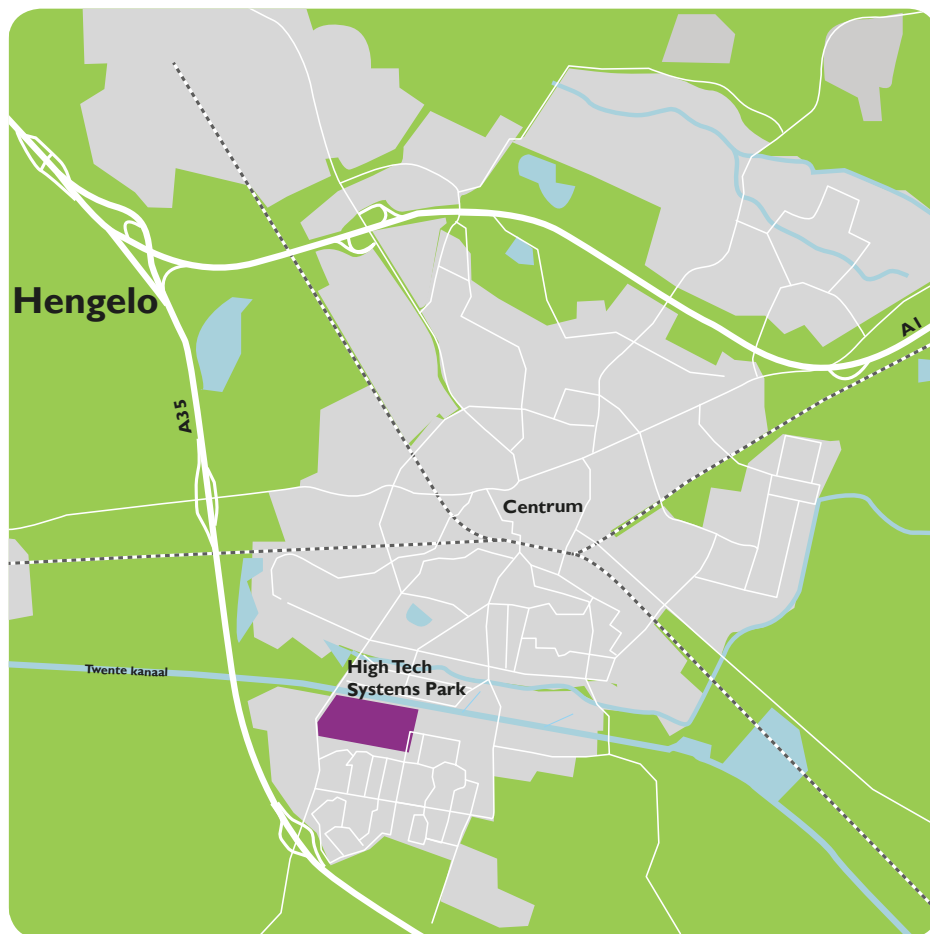 Hengelo
A1
A35
Centrum
High Tech
Systems Park
Twente kanaal